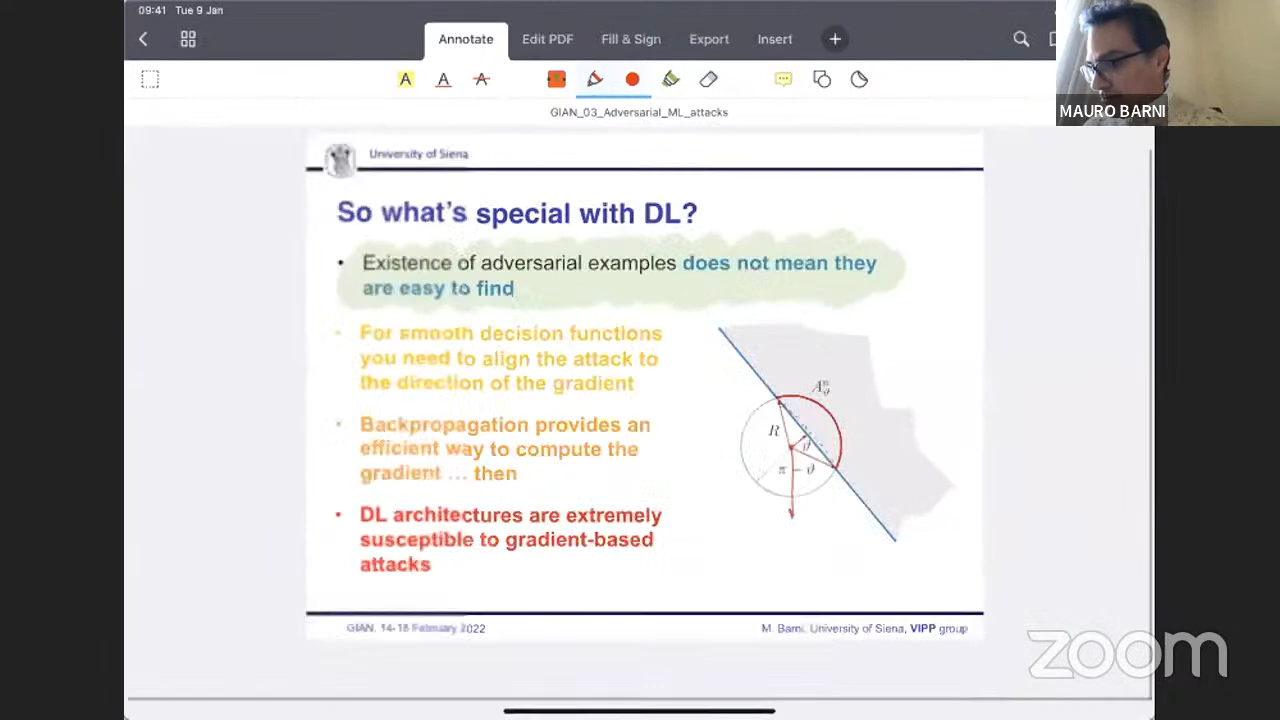 09:41 Tue 9 Jan
Annotate Edit PDF Fill & Sign Export Insert
A A A
MAURO BARNI
GIAN_03_Adversarial_ML_attacks
University of Siena
So what's special with DL?
• Existence of adversarial examples does not mean they
are easy to find
• For smooth decision functions
you need to align the attack to
the direction of the gradient
• Backpropagation provides an
efficient way to compute the
gradient … then
• DL architectures are extremely
susceptible to gradient-based
attacks
Aⁿ_ϑ
R
ϑ
π − ϑ
GIAN, 14-18 February 2022
M. Barni, University of Siena, VIPP group
zoom